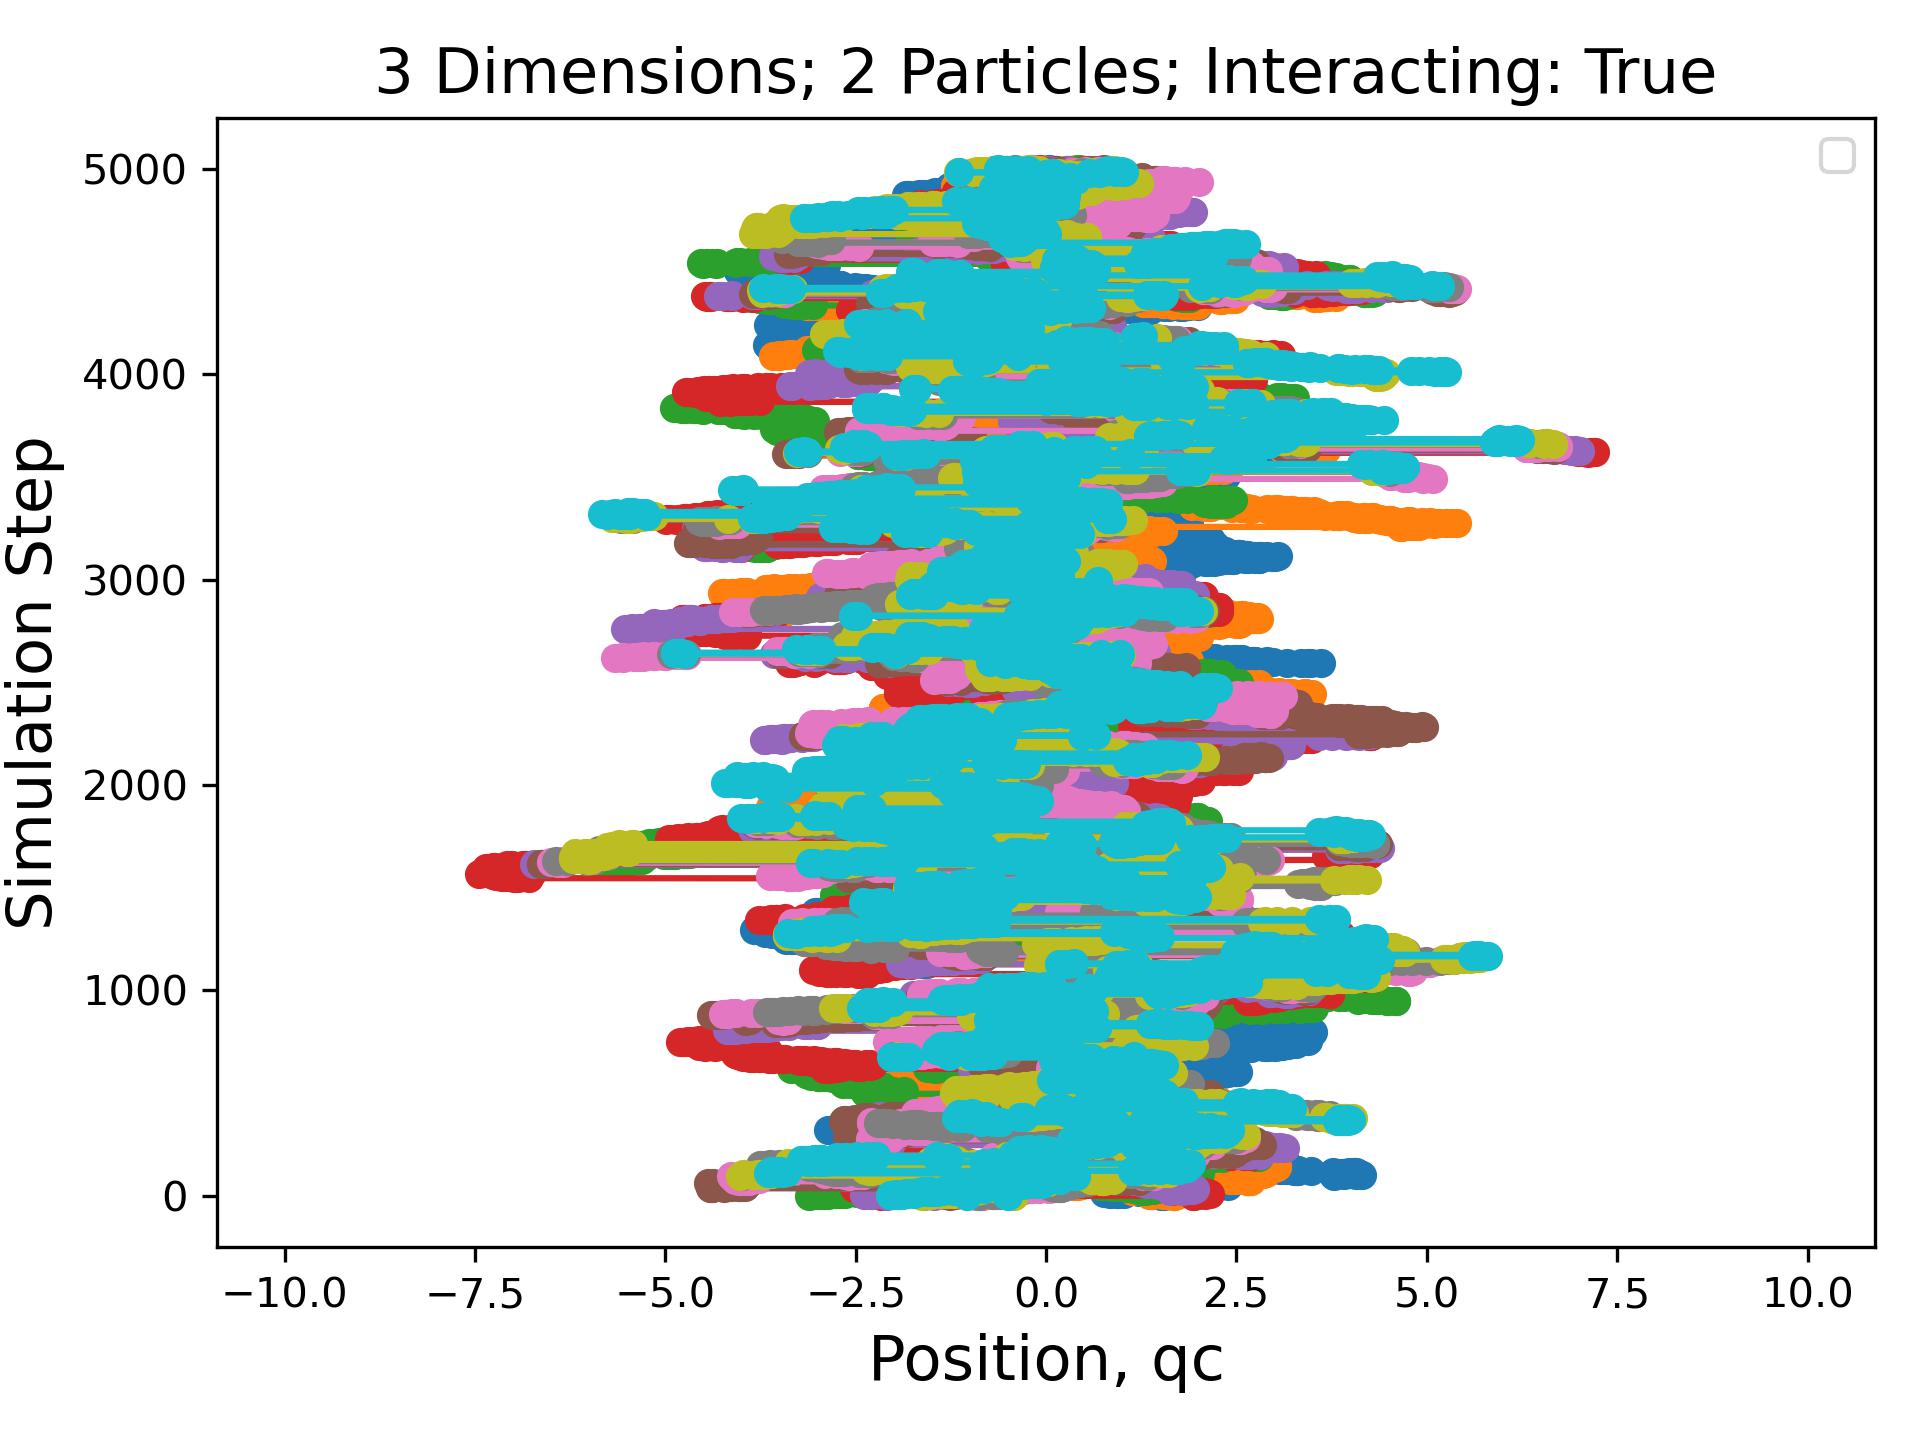 3 Dimensions; 2 Particles; Interacting: True
Simulation Step
5000
4000
3000
2000
1000
0
−10.0 −7.5 −5.0 −2.5 0.0 2.5 5.0 7.5 10.0
Position, qc